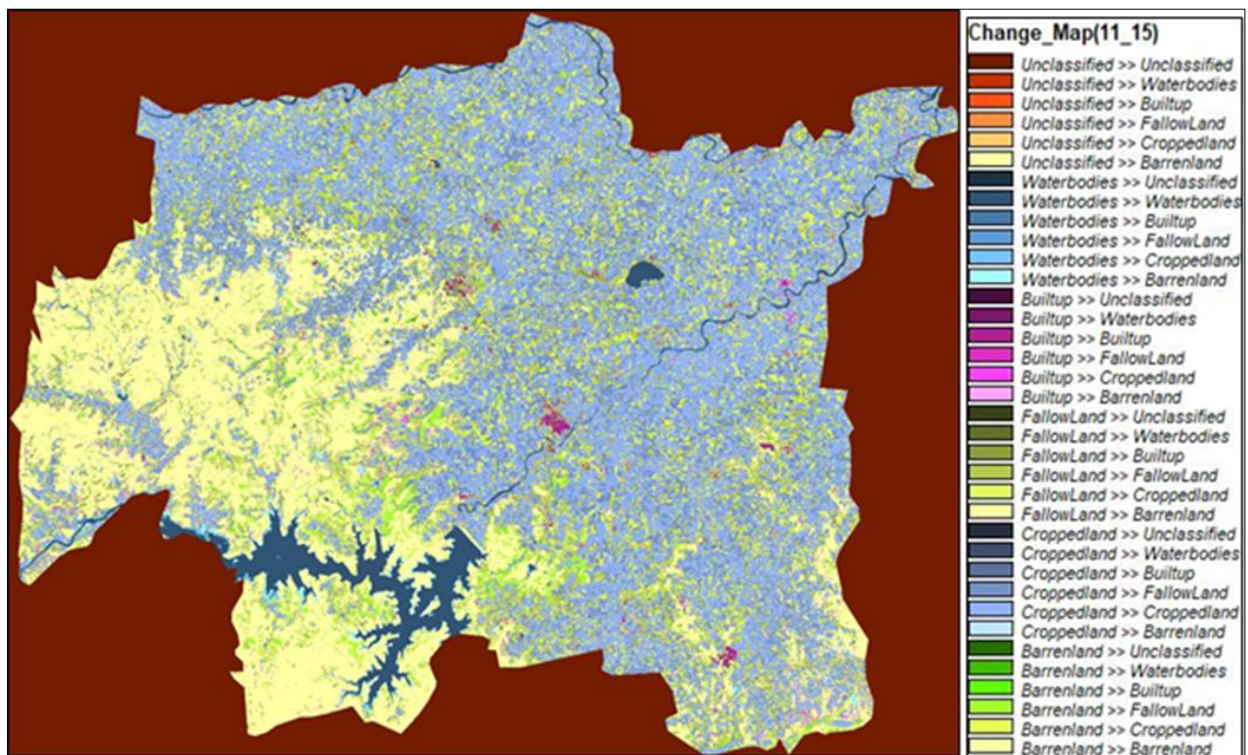 Change_Map(11_15)
Unclassified >> Unclassified
Unclassified >> Waterbodies
Unclassified >> Builtup
Unclassified >> FallowLand
Unclassified >> Croppedland
Unclassified >> Barrenland
Waterbodies >> Unclassified
Waterbodies >> Waterbodies
Waterbodies >> Builtup
Waterbodies >> FallowLand
Waterbodies >> Croppedland
Waterbodies >> Barrenland
Builtup >> Unclassified
Builtup >> Waterbodies
Builtup >> Builtup
Builtup >> FallowLand
Builtup >> Croppedland
Builtup >> Barrenland
FallowLand >> Unclassified
FallowLand >> Waterbodies
FallowLand >> Builtup
FallowLand >> FallowLand
FallowLand >> Croppedland
FallowLand >> Barrenland
Croppedland >> Unclassified
Croppedland >> Waterbodies
Croppedland >> Builtup
Croppedland >> FallowLand
Croppedland >> Croppedland
Croppedland >> Barrenland
Barrenland >> Unclassified
Barrenland >> Waterbodies
Barrenland >> Builtup
Barrenland >> FallowLand
Barrenland >> Croppedland
Barrenland >> Barrenland